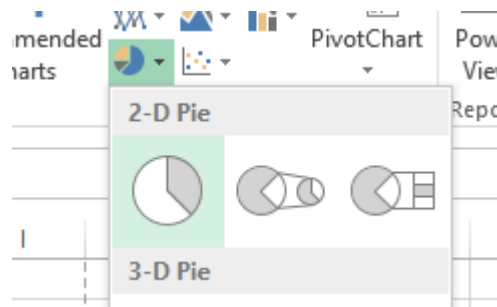 mended
harts
PivotChart
Pow
Vie
Repo
2-D Pie
I
3-D Pie